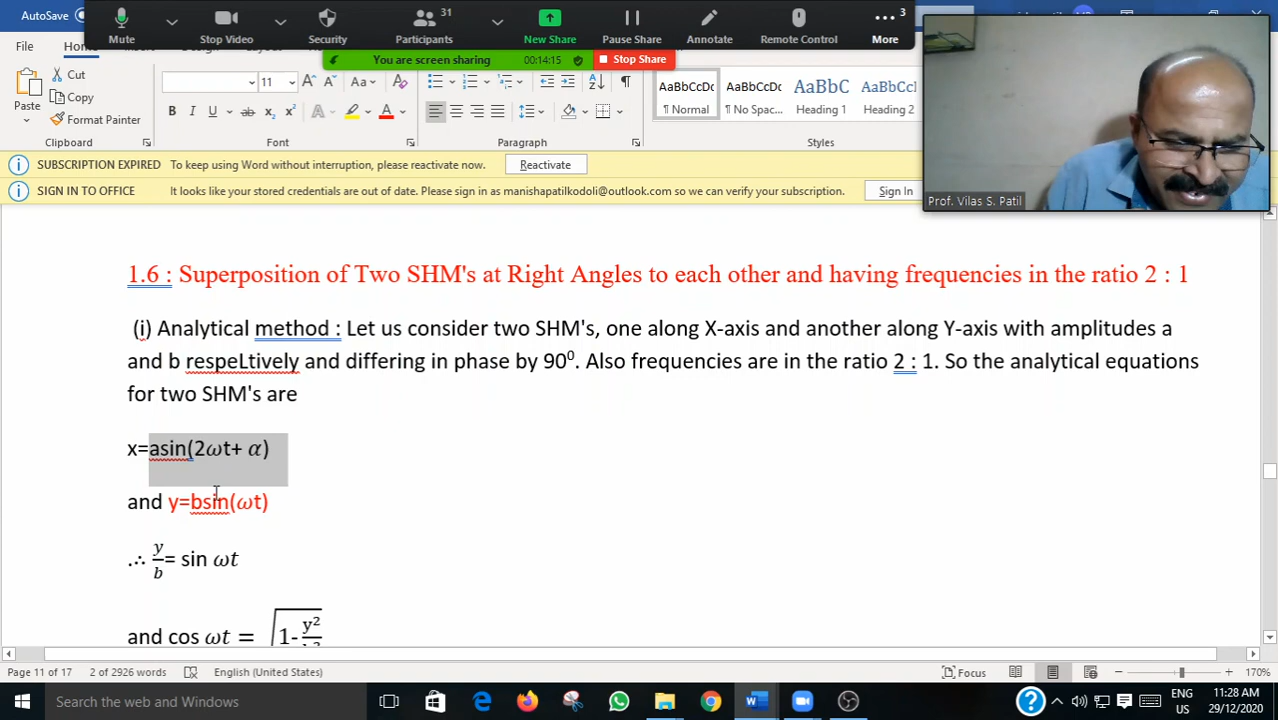 AutoSave
31
3
Mute
Stop Video
Security
Participants
New Share
Pause Share
Annotate
Remote Control
More
You are screen sharing
00:14:15
Stop Share
File
Paste
Cut
Copy
Format Painter
Clipboard
11
Aa
B I U ab x₂ x²
A
Font
Paragraph
AaBbCcDc AaBbCcDc AaBbC AaBbCcl
¶ Normal ¶ No Spac... Heading 1 Heading 2
Styles
Prof. Vilas S. Patil
SUBSCRIPTION EXPIRED To keep using Word without interruption, please reactivate now. Reactivate
SIGN IN TO OFFICE It looks like your stored credentials are out of date. Please sign in as manishapatilkodoli@outlook.com so we can verify your subscription. Sign In
1.6 : Superposition of Two SHM's at Right Angles to each other and having frequencies in the ratio 2 : 1
(i) Analytical method : Let us consider two SHM's, one along X-axis and another along Y-axis with amplitudes a
and b respeLtively and differing in phase by 90⁰. Also frequencies are in the ratio 2 : 1. So the analytical equations
for two SHM's are
x=asin(2ωt+ α)
and y=bsin(ωt)
∴ y/b= sin ωt
and cos ωt = √1-y²
Page 11 of 17 2 of 2926 words English (United States) Focus 170%
Search the web and Windows
ENG
US
11:28 AM
29/12/2020